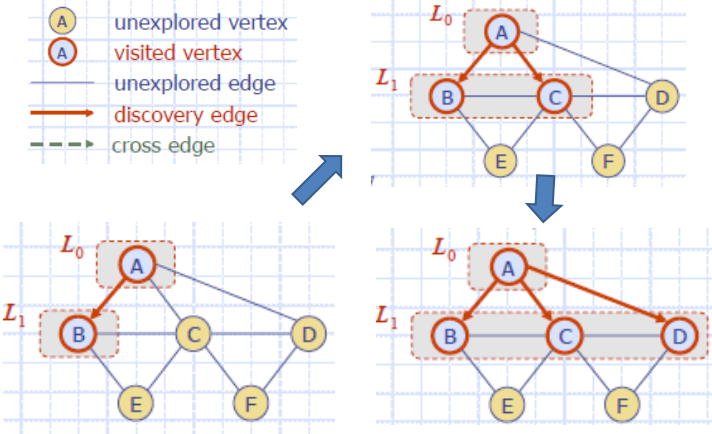 A unexplored vertex
A visited vertex
unexplored edge
discovery edge
cross edge
L0
A
L1
B C D
E F
L0
A
L1
B C D
E F
L0
A
L1
B C D
E F